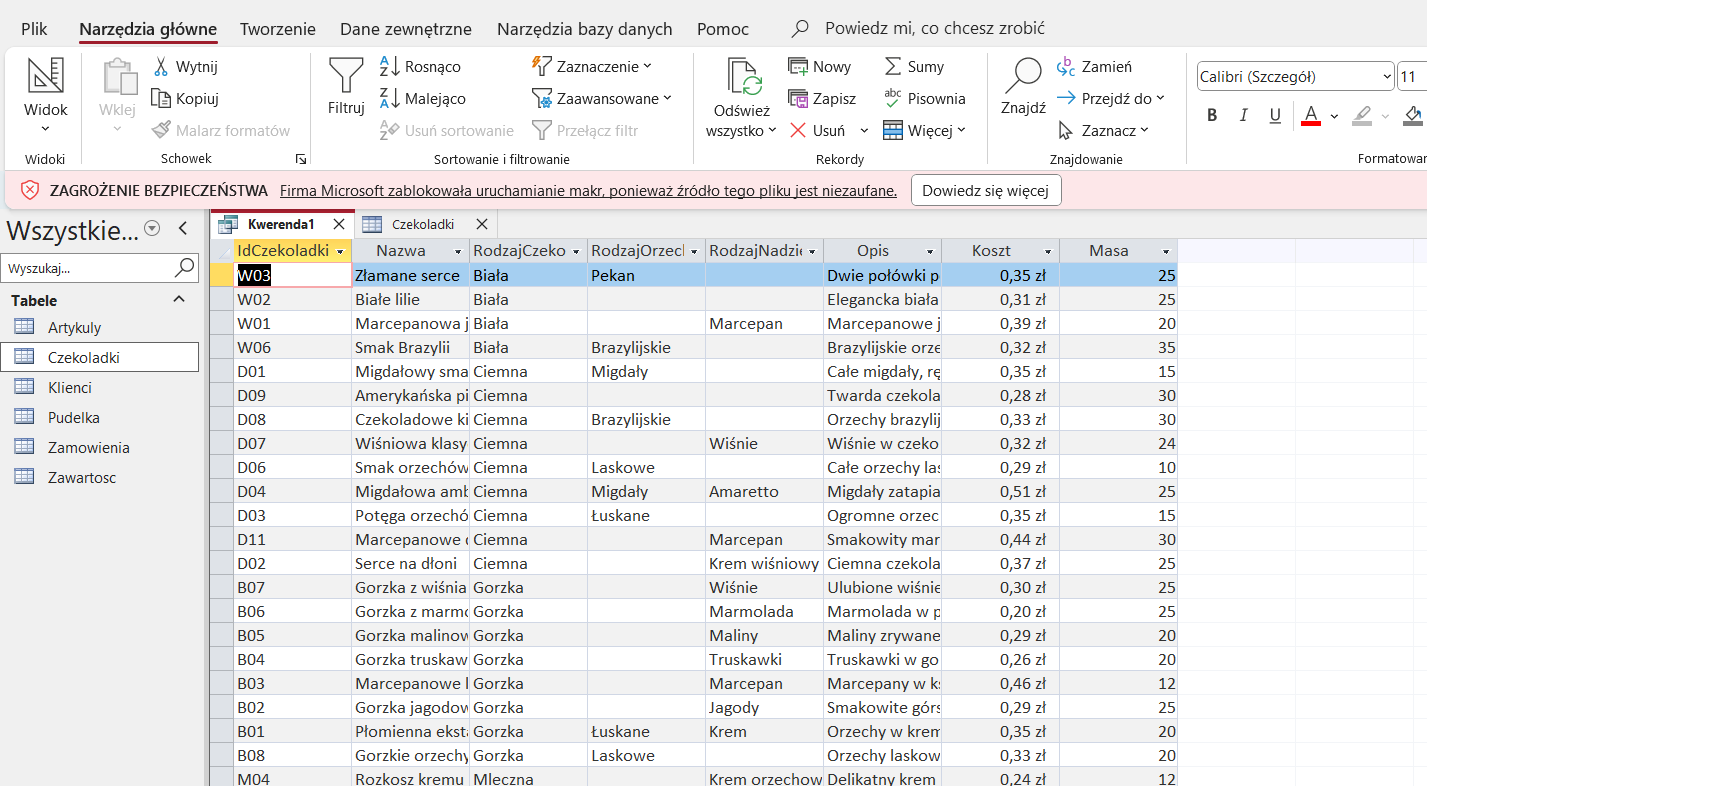 Plik Narzędzia główne Tworzenie Dane zewnętrzne Narzędzia bazy danych Pomoc Powiedz mi, co chcesz zrobić
Widok
Widoki
Wklej
Wytnij
Kopiuj
Malarz formatów
Schowek
Filtruj
Rosnąco
Malejąco
Usuń sortowanie
Zaznaczenie
Zaawansowane
Przełącz filtr
Sortowanie i filtrowanie
Odśwież
wszystko
Nowy
Zapisz
Usuń
Sumy
Pisownia
Więcej
Rekordy
Znajdź
Zamień
Przejdź do
Zaznacz
Znajdowanie
Calibri (Szczegół) 11
B I U A
Formatowan
ZAGROŻENIE BEZPIECZEŃSTWA Firma Microsoft zablokowała uruchamianie makr, ponieważ źródło tego pliku jest niezaufane. Dowiedz się więcej
Wszystkie...
Wyszukaj...
Tabele
Artykuly
Czekoladki
Klienci
Pudelka
Zamowienia
Zawartosc
Kwerenda1 Czekoladki
IdCzekoladki Nazwa RodzajCzeko RodzajOrzecl RodzajNadzie Opis Koszt Masa
W03 Złamane serce Biała Pekan Dwie połówki p 0,35 zł 25
W02 Białe lilie Biała Elegancka biała 0,31 zł 25
W01 Marcepanowa j Biała Marcepan Marcepanowe j 0,39 zł 20
W06 Smak Brazylii Biała Brazylijskie Brazylijskie orze 0,32 zł 35
D01 Migdałowy sma Ciemna Migdały Całe migdały, rę 0,35 zł 15
D09 Amerykańska pi Ciemna Twarda czekola 0,28 zł 30
D08 Czekoladowe ki Ciemna Brazylijskie Orzechy brazylij 0,33 zł 30
D07 Wiśniowa klasy Ciemna Wiśnie Wiśnie w czeko 0,32 zł 24
D06 Smak orzechów Ciemna Laskowe Całe orzechy las 0,29 zł 10
D04 Migdałowa amb Ciemna Migdały Amaretto Migdały zatapia 0,51 zł 25
D03 Potęga orzechó Ciemna Łuskane Ogromne orzec 0,35 zł 15
D11 Marcepanowe c Ciemna Marcepan Smakowity mar 0,44 zł 30
D02 Serce na dłoni Ciemna Krem wiśniowy Ciemna czekola 0,37 zł 25
B07 Gorzka z wiśnia Gorzka Wiśnie Ulubione wiśnie 0,30 zł 25
B06 Gorzka z marmo Gorzka Marmolada Marmolada w p 0,20 zł 25
B05 Gorzka malinow Gorzka Maliny Maliny zrywane 0,29 zł 20
B04 Gorzka truskaw Gorzka Truskawki Truskawki w go 0,26 zł 20
B03 Marcepanowe k Gorzka Marcepan Marcepany w ks 0,46 zł 12
B02 Gorzka jagodow Gorzka Jagody Smakowite górs 0,29 zł 25
B01 Płomienna eksta Gorzka Łuskane Krem Orzechy w krem 0,35 zł 20
B08 Gorzkie orzechy Gorzka Laskowe Orzechy laskow 0,33 zł 20
M04 Rozkosz kremu Mleczna Krem orzechow Delikatny krem 0,24 zł 12